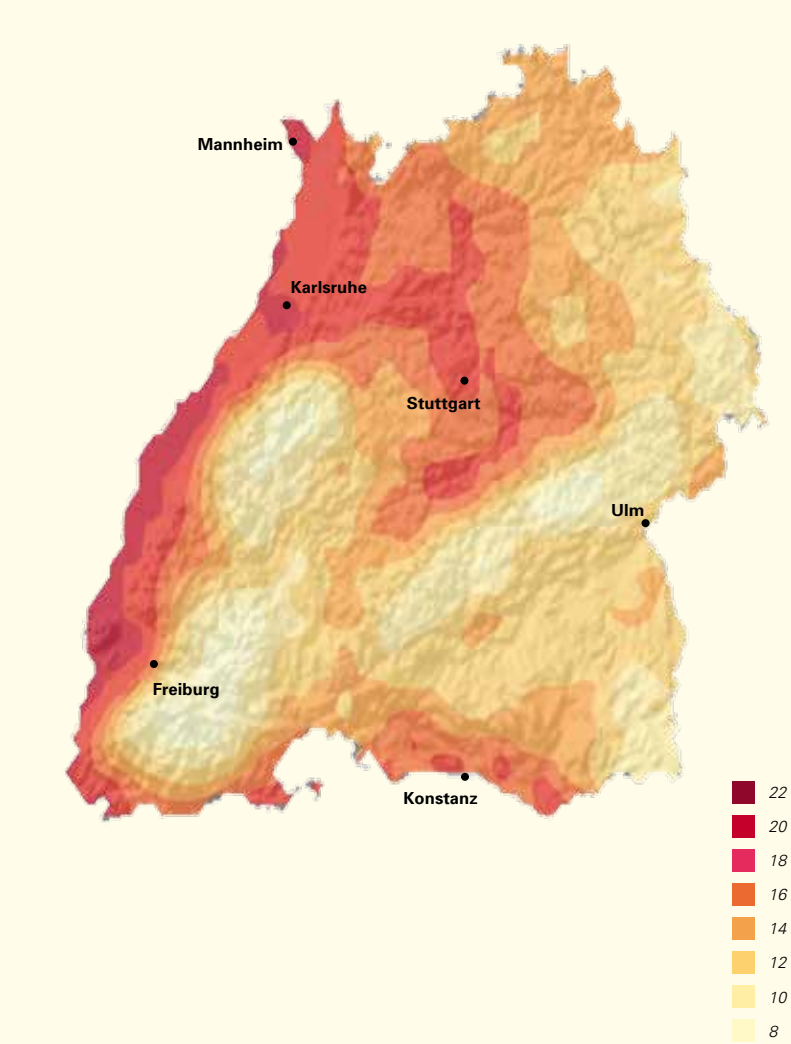 Mannheim
Karlsruhe
Stuttgart
Ulm
Freiburg
Konstanz
22
20
18
16
14
12
10
8